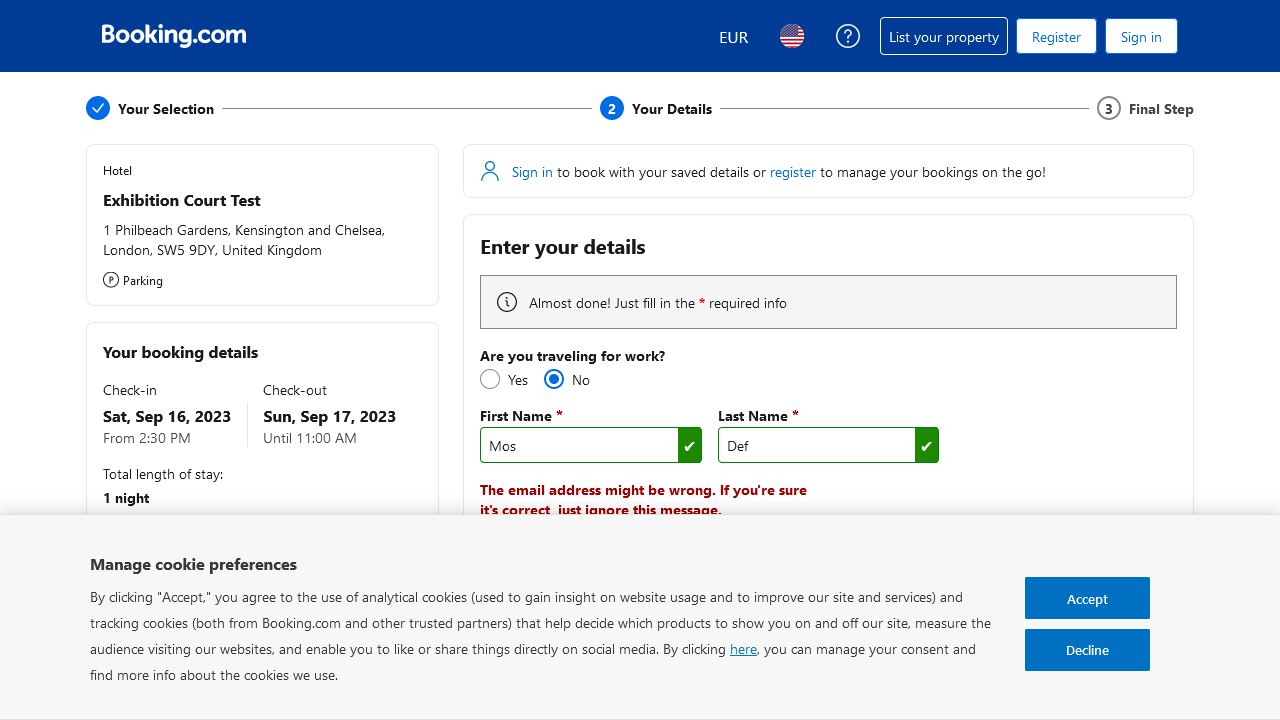 Booking.com
EUR
List your property
Register
Sign in
Your Selection
2
Your Details
3
Final Step
Hotel
Exhibition Court Test
1 Philbeach Gardens, Kensington and Chelsea,
London, SW5 9DY, United Kingdom
P
Parking
Your booking details
Check-in
Sat, Sep 16, 2023
From 2:30 PM
Check-out
Sun, Sep 17, 2023
Until 11:00 AM
Total length of stay:
1 night
Sign in to book with your saved details or register to manage your bookings on the go!
Enter your details
Almost done! Just fill in the * required info
Are you traveling for work?
Yes
No
First Name *
Last Name *
Mos
Def
The email address might be wrong. If you're sure
it's correct, just ignore this message.
Manage cookie preferences
By clicking "Accept," you agree to the use of analytical cookies (used to gain insight on website usage and to improve our site and services) and
tracking cookies (both from Booking.com and other trusted partners) that help decide which products to show you on and off our site, measure the
audience visiting our websites, and enable you to like or share things directly on social media. By clicking here, you can manage your consent and
find more info about the cookies we use.
Accept
Decline